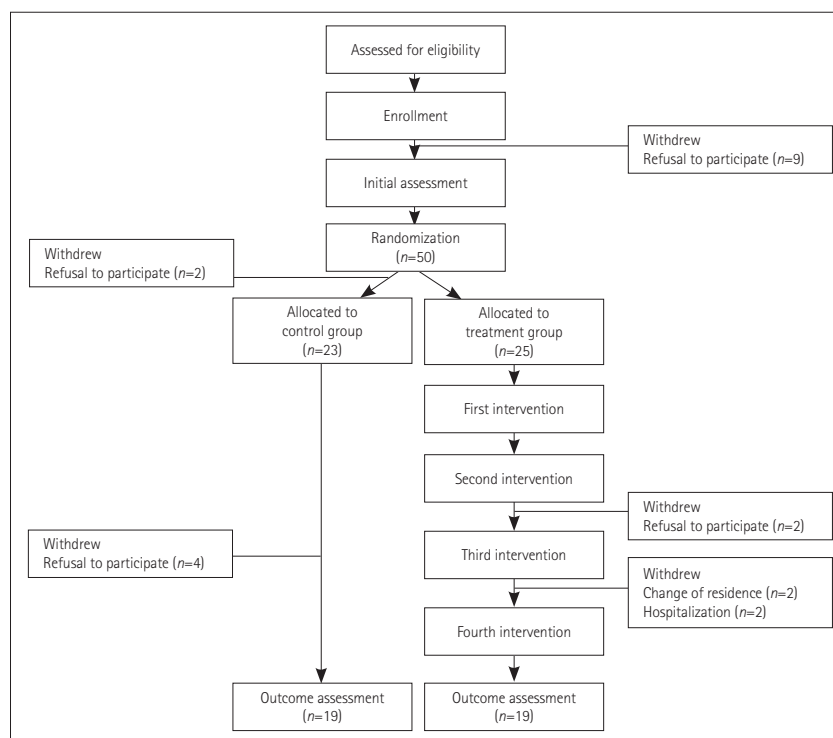 Assessed for eligibility
Enrollment
Withdrew
Refusal to participate (n=9)
Initial assessment
Randomization
(n=50)
Withdrew
Refusal to participate (n=2)
Allocated to
control group
(n=23)
Allocated to
treatment group
(n=25)
First intervention
Second intervention
Withdrew
Refusal to participate (n=2)
Withdrew
Refusal to participate (n=4)
Third intervention
Withdrew
Change of residence (n=2)
Hospitalization (n=2)
Fourth intervention
Outcome assessment
(n=19)
Outcome assessment
(n=19)